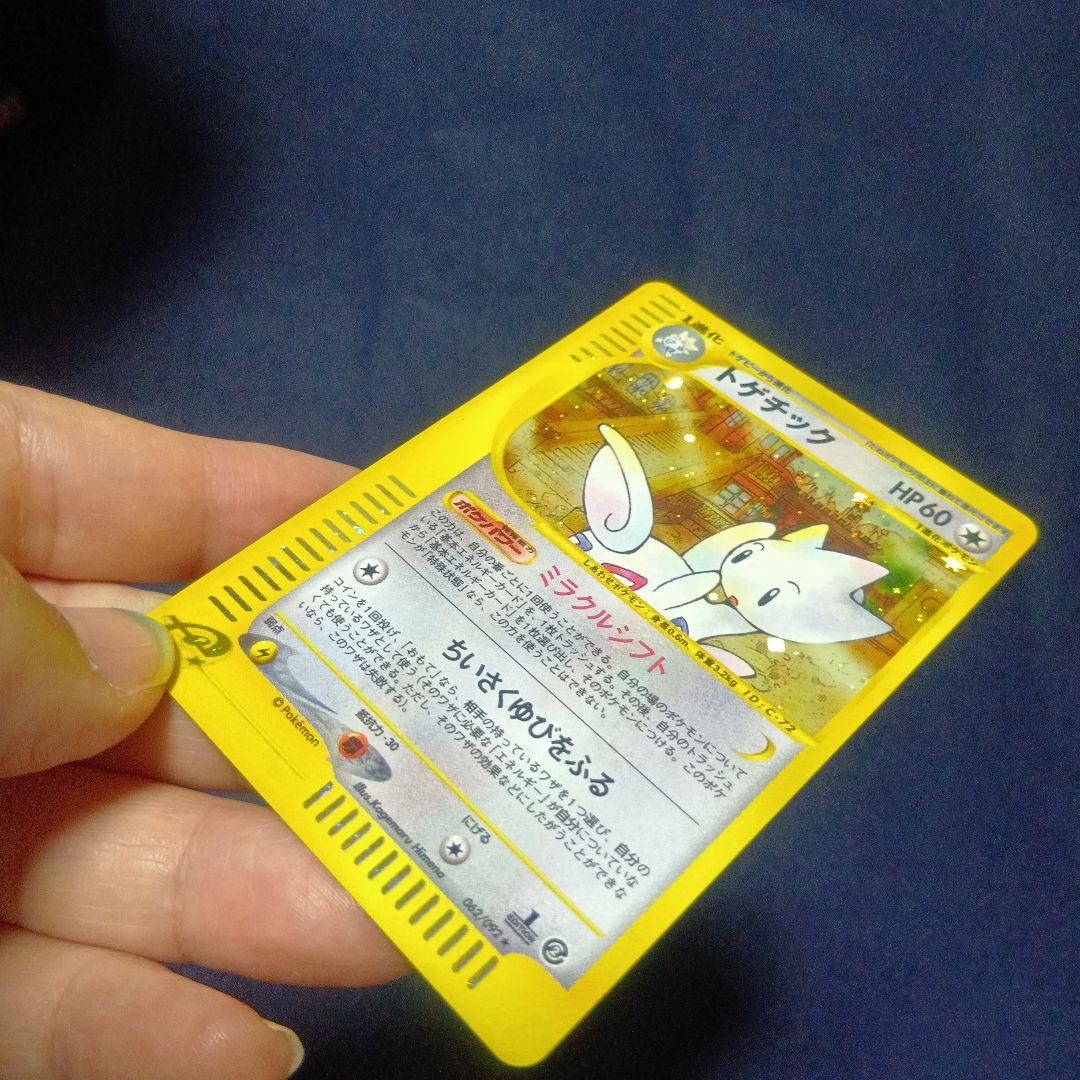 1進化
トゲピーから進化
トゲチック
HP60
1進化ポケモン
しあわせポケモン:身長0.6m、体重3.2kg ID:C-72
ポケパワー
ミラクルシフト
この力は、自分の番ごとに1回使うことができる。自分の場のポケモンについて
いる「基本エネルギーカード」を、1枚トラッシュする。その後、自分のトラッシュ
から「基本エネルギーカード」を1枚選び出し、そのポケモンにつける。このポケ
モンが「特殊状態」なら、この力を使うことはできない。
ちいさくゆびをふる
コインを1回投げ、「おもて」なら、相手の持っているワザを1つ選び、自分の
持っているワザとして使う(そのワザに必要な「エネルギー」が自分についていな
くても使うことができる。ただし、そのワザの効果などにしたがうことができな
いなら、このワザは失敗する)。
弱点
抵抗力 -30
にげる
©Pokémon
Illus.Kagemaru Himeno
062/092★
1
EDITION
2